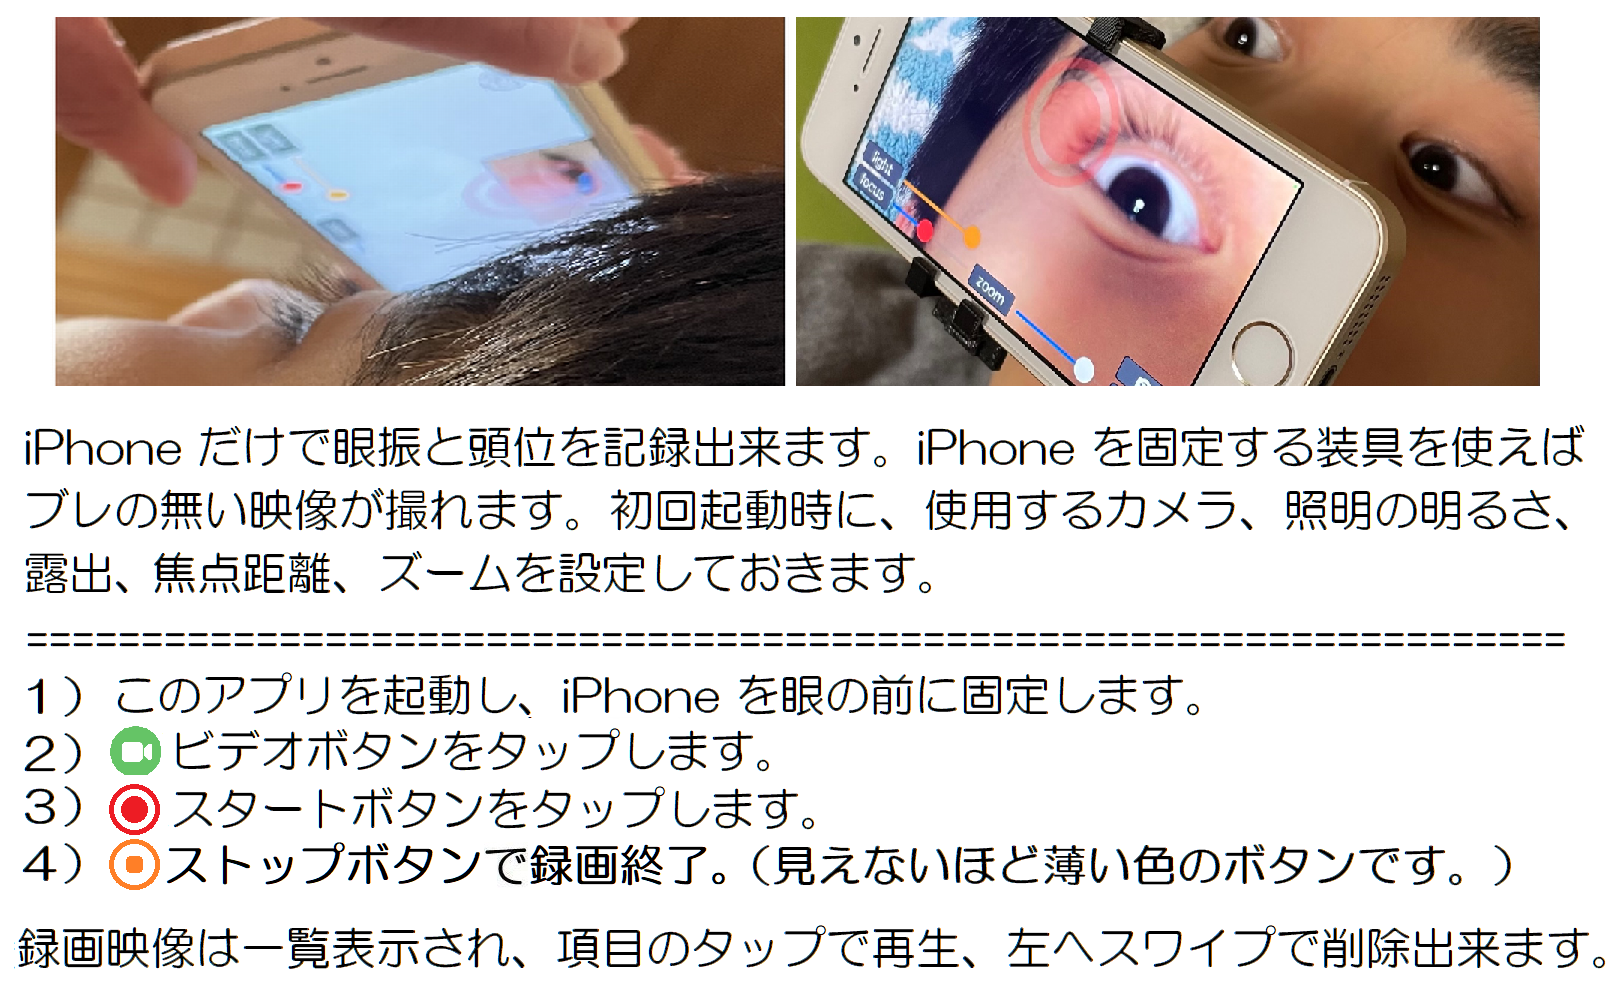 light
focus
zoom
iPhone だけで眼振と頭位を記録出来ます。iPhone を固定する装具を使えば
ブレの無い映像が撮れます。初回起動時に、使用するカメラ、照明の明るさ、
露出、焦点距離、ズームを設定しておきます。
====================================================================
1） このアプリを起動し、iPhone を眼の前に固定します。
2） ビデオボタンをタップします。
3） スタートボタンをタップします。
4） ストップボタンで録画終了。（見えないほど薄い色のボタンです。）
録画映像は一覧表示され、項目のタップで再生、左へスワイプで削除出来ます。